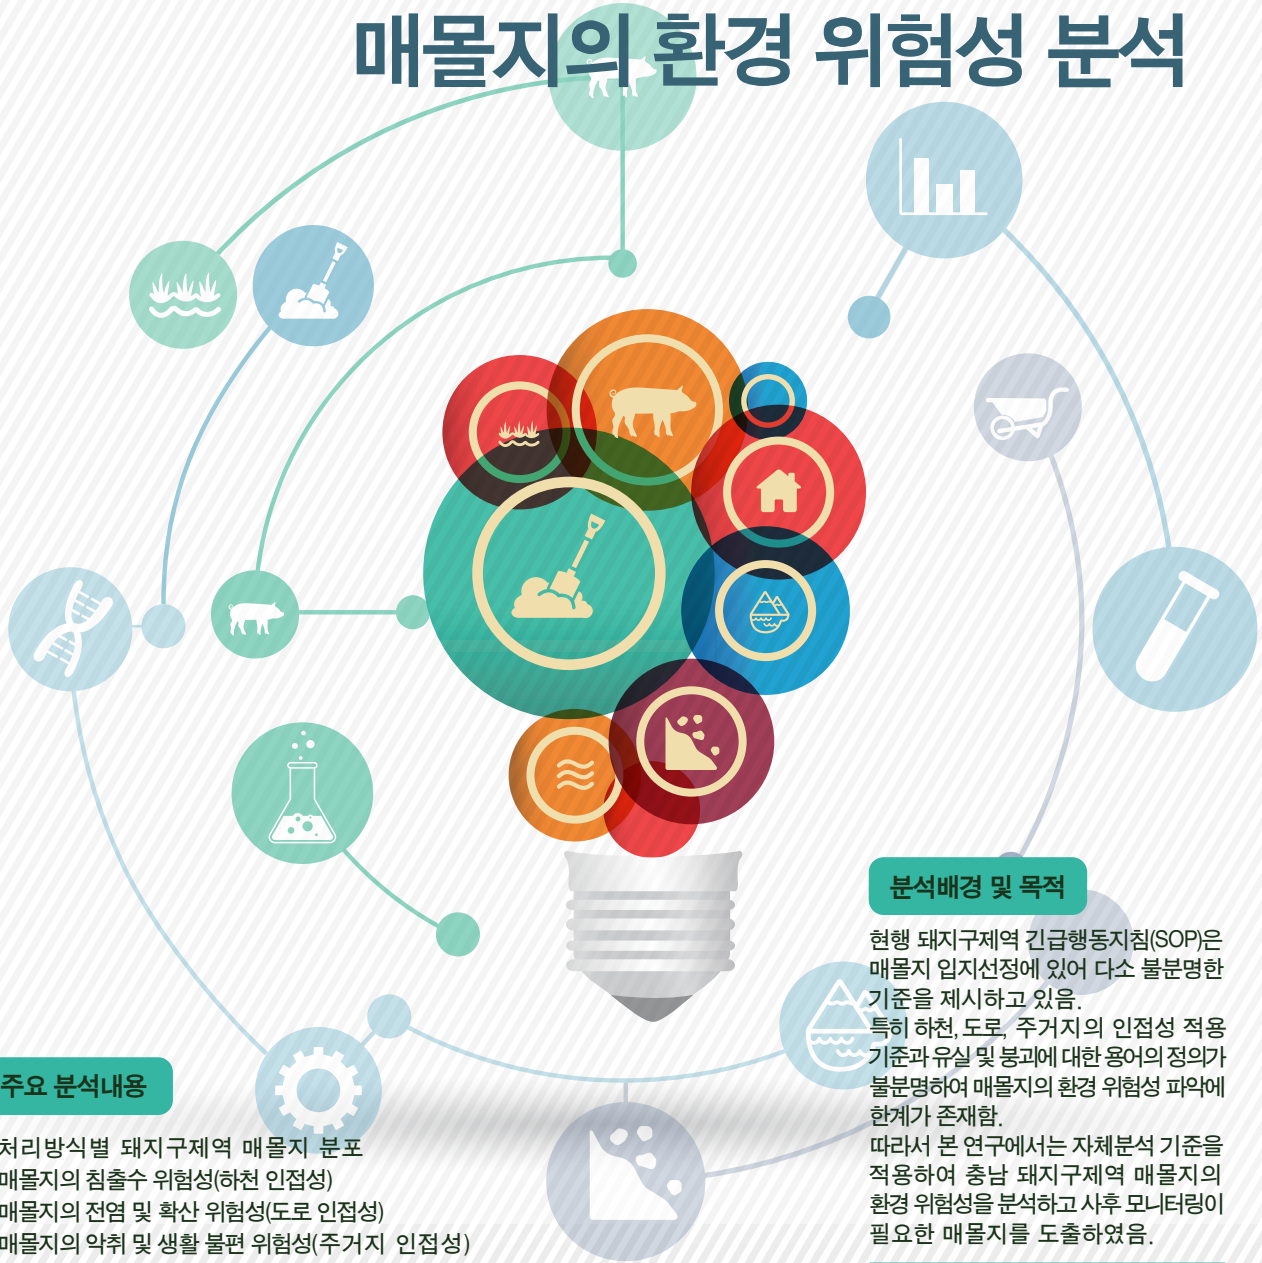 매몰지의 환경 위험성 분석
분석배경 및 목적
현행 돼지구제역 긴급행동지침(SOP)은
매몰지 입지선정에 있어 다소 불분명한
기준을 제시하고 있음.
특히 하천, 도로, 주거지의 인접성 적용
기준과 유실 및 붕괴에 대한 용어의 정의가
불분명하여 매몰지의 환경 위험성 파악에
한계가 존재함.
따라서 본 연구에서는 자체분석 기준을
적용하여 충남 돼지구제역 매몰지의
환경 위험성을 분석하고 사후 모니터링이
필요한 매몰지를 도출하였음.
주요 분석내용
처리방식별 돼지구제역 매몰지 분포
매몰지의 침출수 위험성(하천 인접성)
매몰지의 전염 및 확산 위험성(도로 인접성)
매몰지의 악취 및 생활 불편 위험성(주거지 인접성)